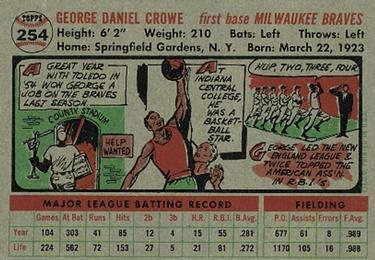 TOPPS
254
GEORGE DANIEL CROWE first base MILWAUKEE BRAVES
Height: 6' 2" Weight: 210 Bats: Left Throws: Left
Home: Springfield Gardens, N. Y. Born: March 22, 1923
A GREAT YEAR WITH TOLEDO IN '54 WON GEORGE A JOB ON THE BRAVES LAST SEASON
COUNTY STADIUM
HELP WANTED
AT INDIANA CENTRAL COLLEGE, HE WAS A BASKET-BALL STAR.
HUP, TWO, THREE, FOUR
GEORGE LED THE NEW ENGLAND LEAGUE & TWICE TOPPED THE AMERICAN ASS'N. IN R.B.I'S
MAJOR LEAGUE BATTING RECORD FIELDING
Games At Bat Runs Hits 2b 3b H.R. R.B.I. B.Avg. P.O. Assists Errors F.Avg.
Year 104 303 41 85 12 4 15 55 .281 677 61 8 .989
Life 224 562 72 153 27 5 21 81 .272 1170 105 16 .988